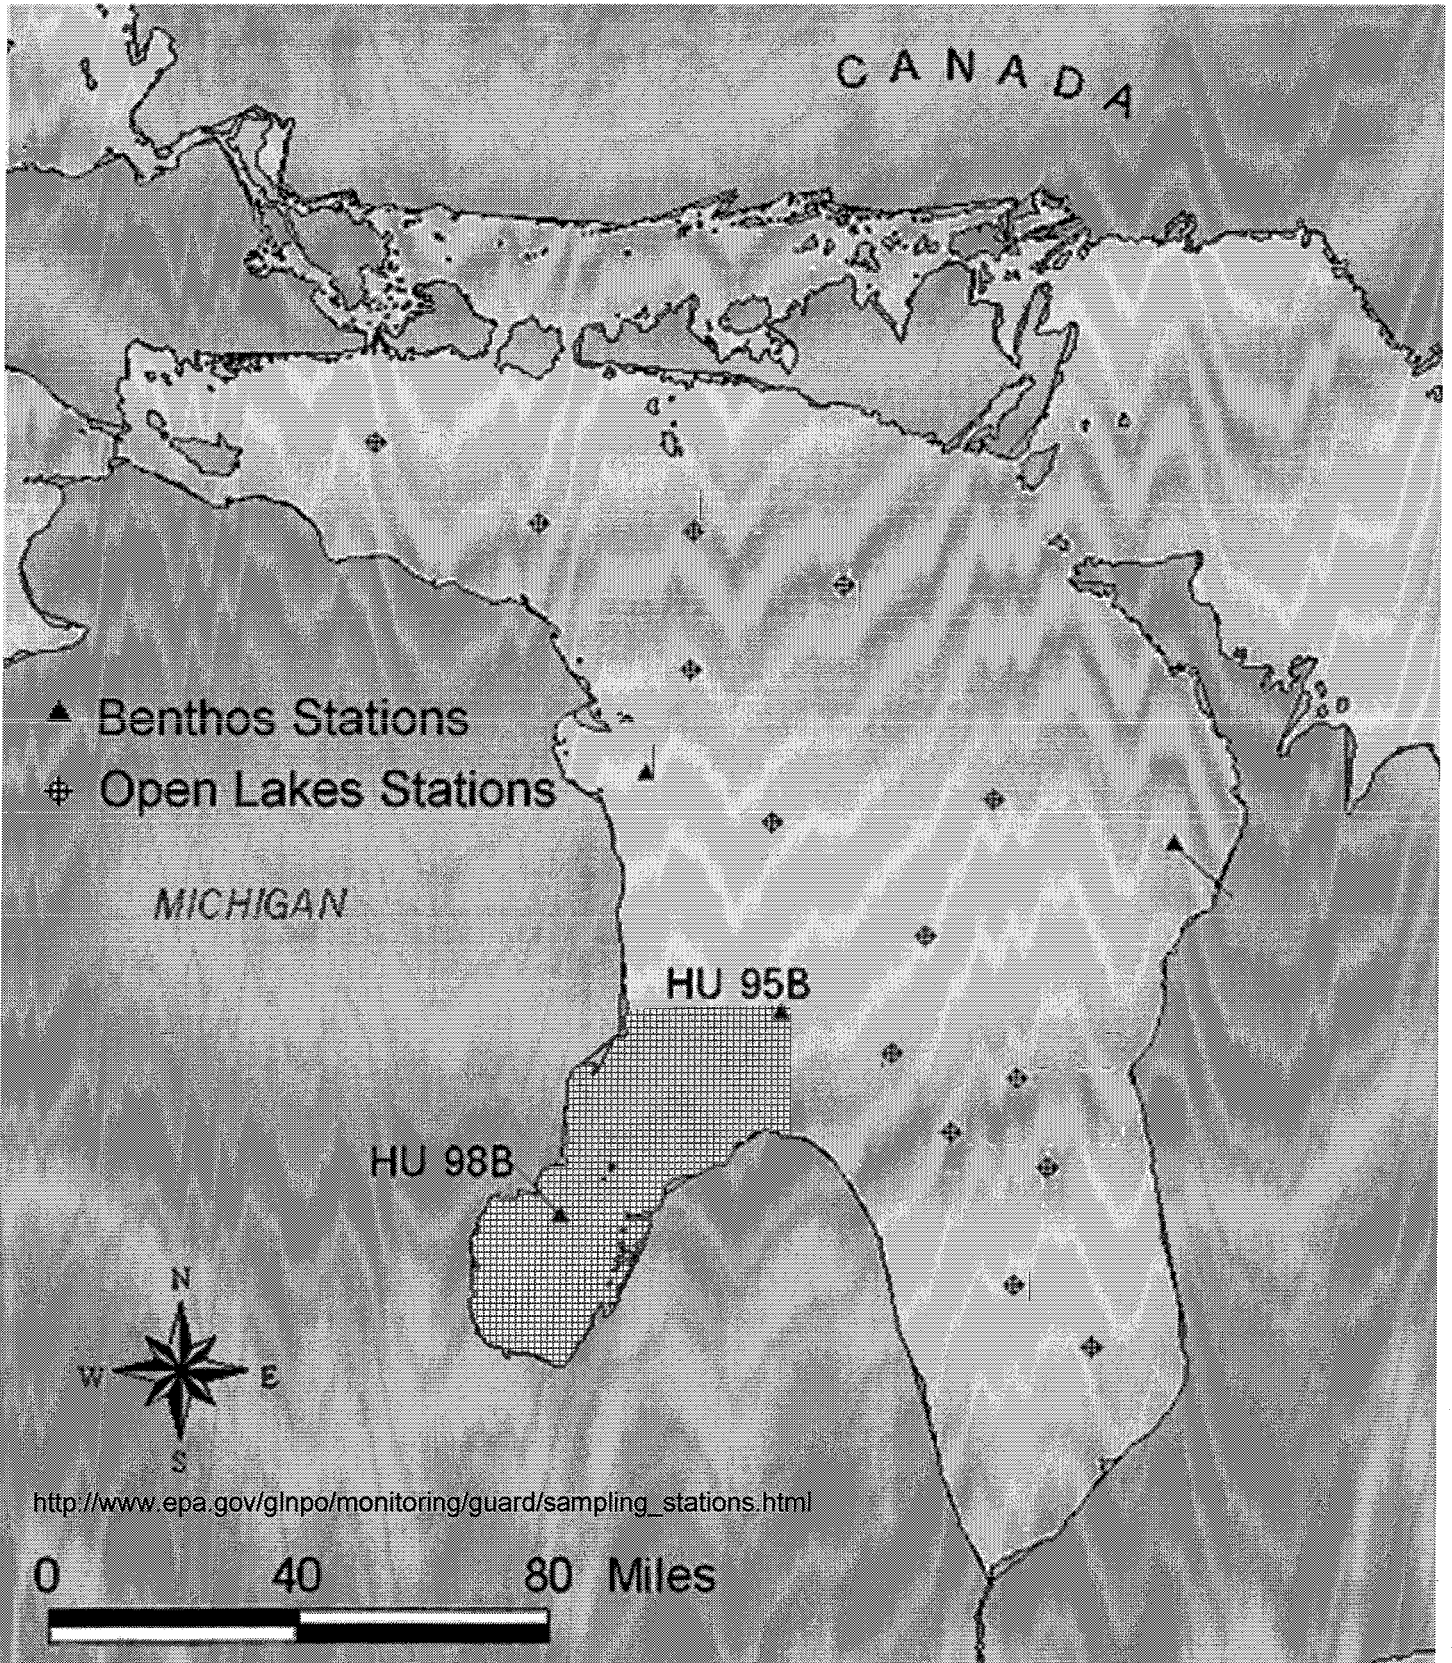 CANADA
Benthos Stations
Open Lakes Stations
MICHIGAN
HU 95B
HU 98B
N
W E
S
http://www.epa.gov/glnpo/monitoring/guard/sampling_stations.html
0 40 80 Miles